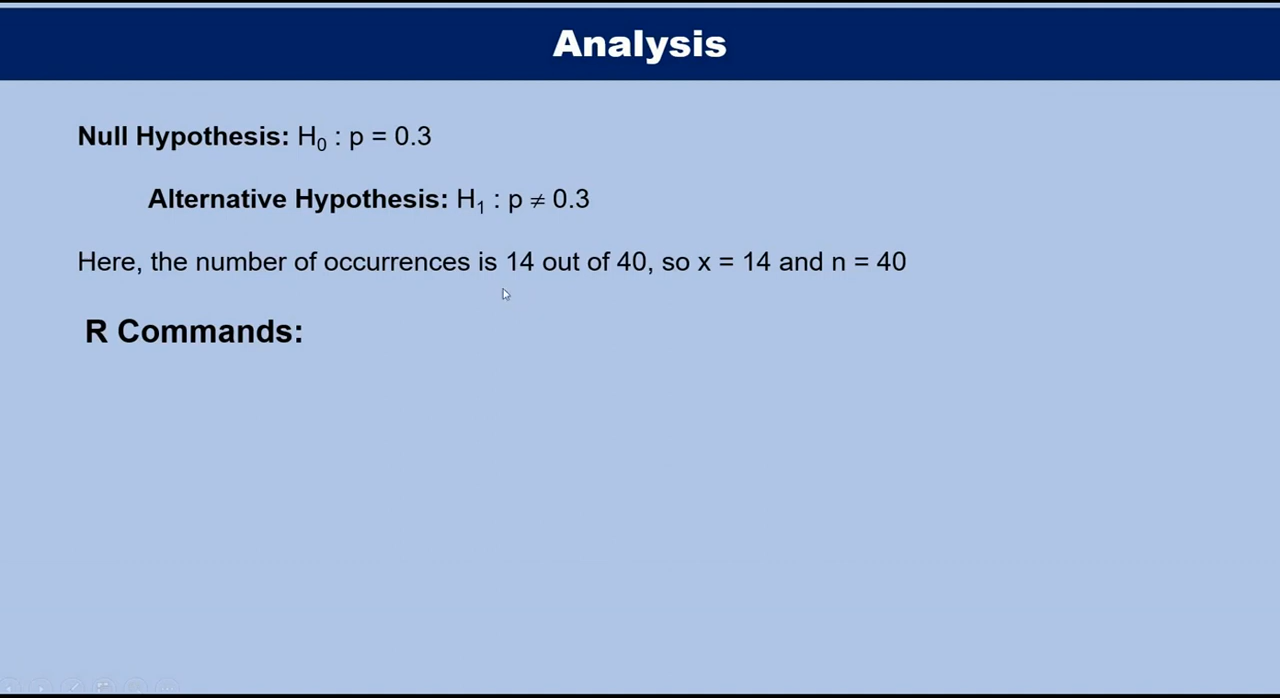 Analysis
Null Hypothesis: H₀ : p = 0.3
Alternative Hypothesis: H₁ : p ≠ 0.3
Here, the number of occurrences is 14 out of 40, so x = 14 and n = 40
R Commands: